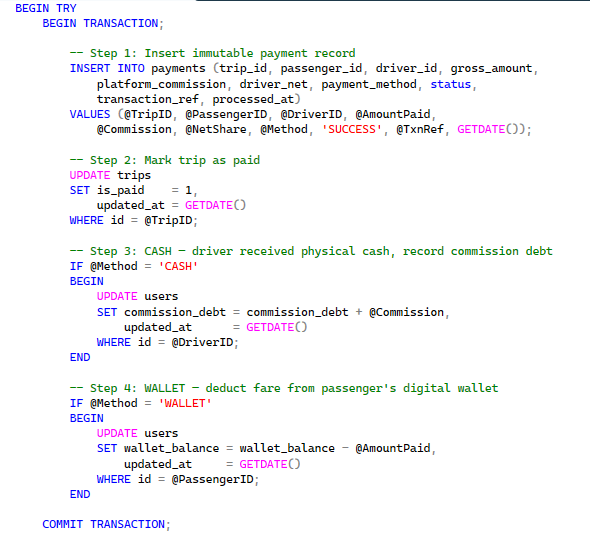 BEGIN TRY
BEGIN TRANSACTION;
-- Step 1: Insert immutable payment record
INSERT INTO payments (trip_id, passenger_id, driver_id, gross_amount,
platform_commission, driver_net, payment_method, status,
transaction_ref, processed_at)
VALUES (@TripID, @PassengerID, @DriverID, @AmountPaid,
@Commission, @NetShare, @Method, 'SUCCESS', @TxnRef, GETDATE());
-- Step 2: Mark trip as paid
UPDATE trips
SET is_paid    = 1,
updated_at = GETDATE()
WHERE id = @TripID;
-- Step 3: CASH — driver received physical cash, record commission debt
IF @Method = 'CASH'
BEGIN
UPDATE users
SET commission_debt = commission_debt + @Commission,
updated_at      = GETDATE()
WHERE id = @DriverID;
END
-- Step 4: WALLET — deduct fare from passenger's digital wallet
IF @Method = 'WALLET'
BEGIN
UPDATE users
SET wallet_balance = wallet_balance - @AmountPaid,
updated_at     = GETDATE()
WHERE id = @PassengerID;
END
COMMIT TRANSACTION;